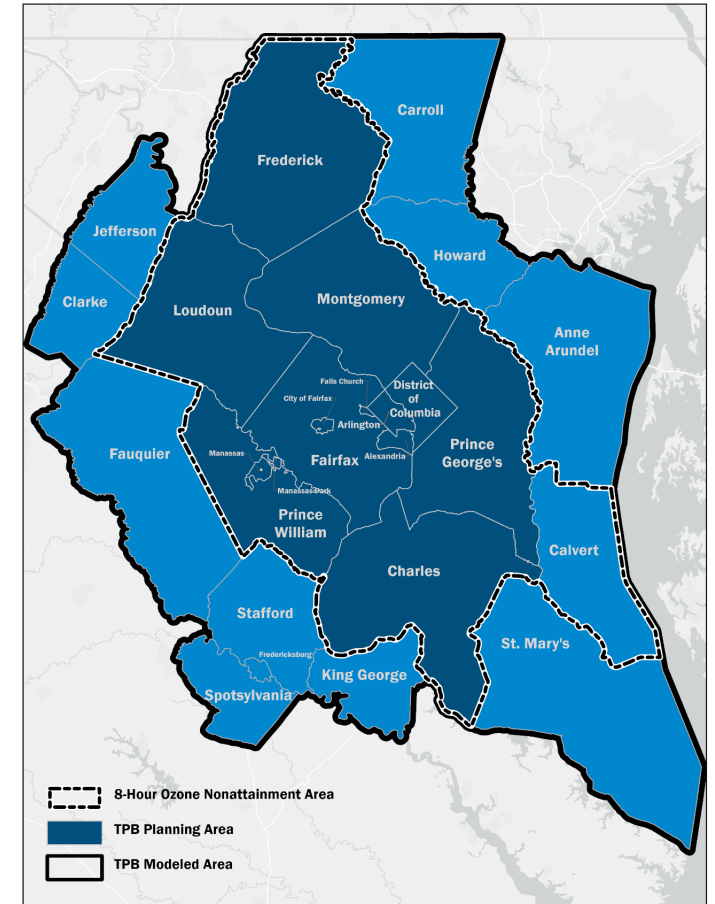 Carroll
Frederick
Jefferson
Howard
Clarke
Loudoun
Montgomery
Anne
Arundel
Falls Church
District
of
Columbia
City of Fairfax
Arlington
Prince
George's
Fauquier
Manassas
Fairfax
Alexandria
Manassas Park
Prince
William
Calvert
Charles
Stafford
St. Mary's
Fredericksburg
King George
Spotsylvania
8-Hour Ozone Nonattainment Area
TPB Planning Area
TPB Modeled Area